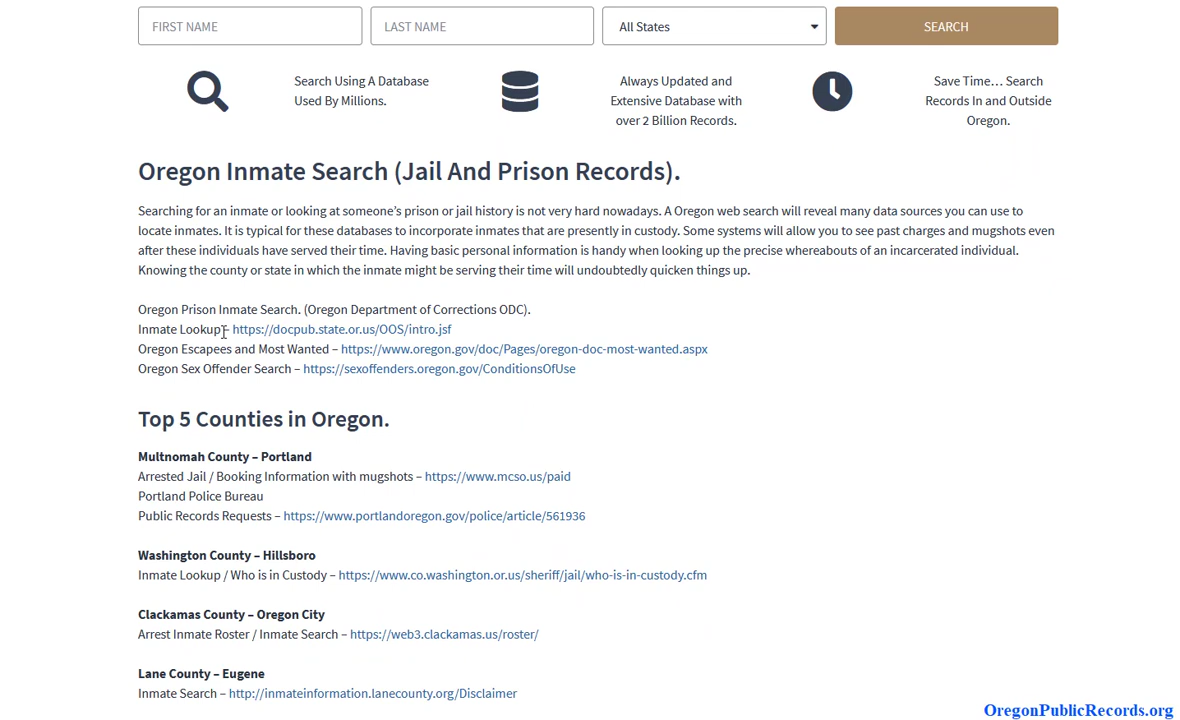 FIRST NAME LAST NAME All States SEARCH
Search Using A Database
Used By Millions.
Always Updated and
Extensive Database with
over 2 Billion Records.
Save Time… Search
Records In and Outside
Oregon.
Oregon Inmate Search (Jail And Prison Records).
Searching for an inmate or looking at someone’s prison or jail history is not very hard nowadays. A Oregon web search will reveal many data sources you can use to
locate inmates. It is typical for these databases to incorporate inmates that are presently in custody. Some systems will allow you to see past charges and mugshots even
after these individuals have served their time. Having basic personal information is handy when looking up the precise whereabouts of an incarcerated individual.
Knowing the county or state in which the inmate might be serving their time will undoubtedly quicken things up.
Oregon Prison Inmate Search. (Oregon Department of Corrections ODC).
Inmate Lookup – https://docpub.state.or.us/OOS/intro.jsf
Oregon Escapees and Most Wanted – https://www.oregon.gov/doc/Pages/oregon-doc-most-wanted.aspx
Oregon Sex Offender Search – https://sexoffenders.oregon.gov/ConditionsOfUse
Top 5 Counties in Oregon.
Multnomah County – Portland
Arrested Jail / Booking Information with mugshots – https://www.mcso.us/paid
Portland Police Bureau
Public Records Requests – https://www.portlandoregon.gov/police/article/561936
Washington County – Hillsboro
Inmate Lookup / Who is in Custody – https://www.co.washington.or.us/sheriff/jail/who-is-in-custody.cfm
Clackamas County – Oregon City
Arrest Inmate Roster / Inmate Search – https://web3.clackamas.us/roster/
Lane County – Eugene
Inmate Search – http://inmateinformation.lanecounty.org/Disclaimer
OregonPublicRecords.org